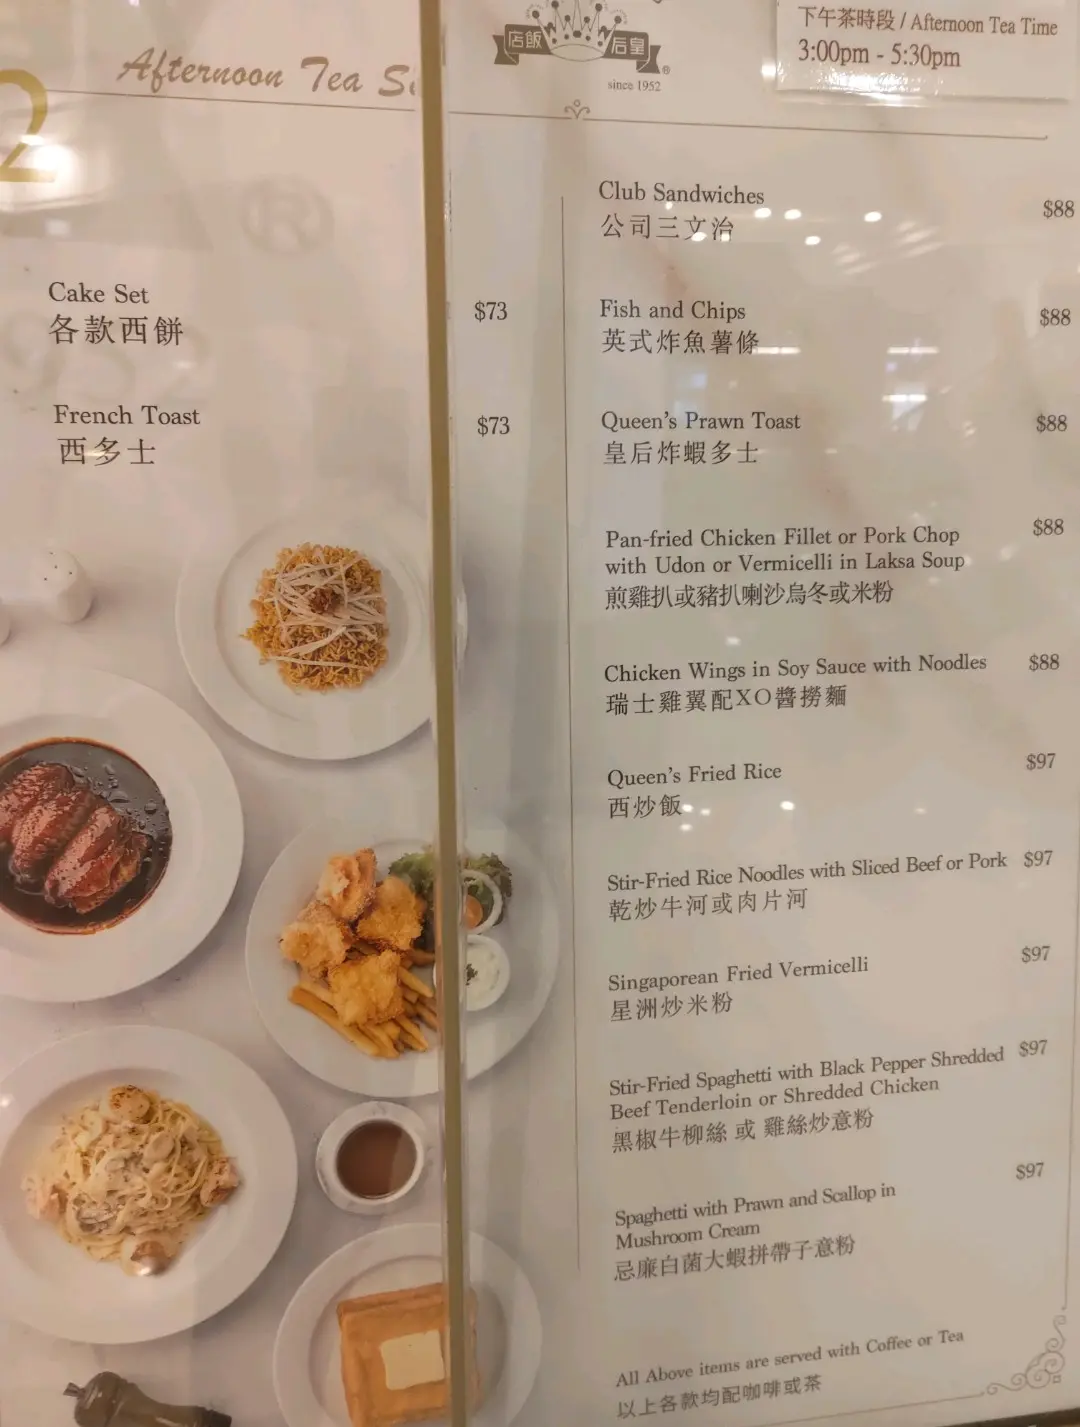 2
Afternoon Tea
皇后飯店
®
since 1952
下午茶時段 / Afternoon Tea Time
3:00pm - 5:30pm
Cake Set $73
各款西餅
French Toast $73
西多士
Club Sandwiches $88
公司三文治
Fish and Chips $88
英式炸魚薯條
Queen's Prawn Toast $88
皇后炸蝦多士
Pan-fried Chicken Fillet or Pork Chop $88
with Udon or Vermicelli in Laksa Soup
煎雞扒或豬扒喇沙烏冬或米粉
Chicken Wings in Soy Sauce with Noodles $88
瑞士雞翼配XO醬撈麵
Queen's Fried Rice $97
西炒飯
Stir-Fried Rice Noodles with Sliced Beef or Pork $97
乾炒牛河或肉片河
Singaporean Fried Vermicelli $97
星洲炒米粉
Stir-Fried Spaghetti with Black Pepper Shredded $97
Beef Tenderloin or Shredded Chicken
黑椒牛柳絲 或 雞絲炒意粉
Spaghetti with Prawn and Scallop in $97
Mushroom Cream
忌廉白菌大蝦拼帶子意粉
All Above items are served with Coffee or Tea
以上各款均配咖啡或茶